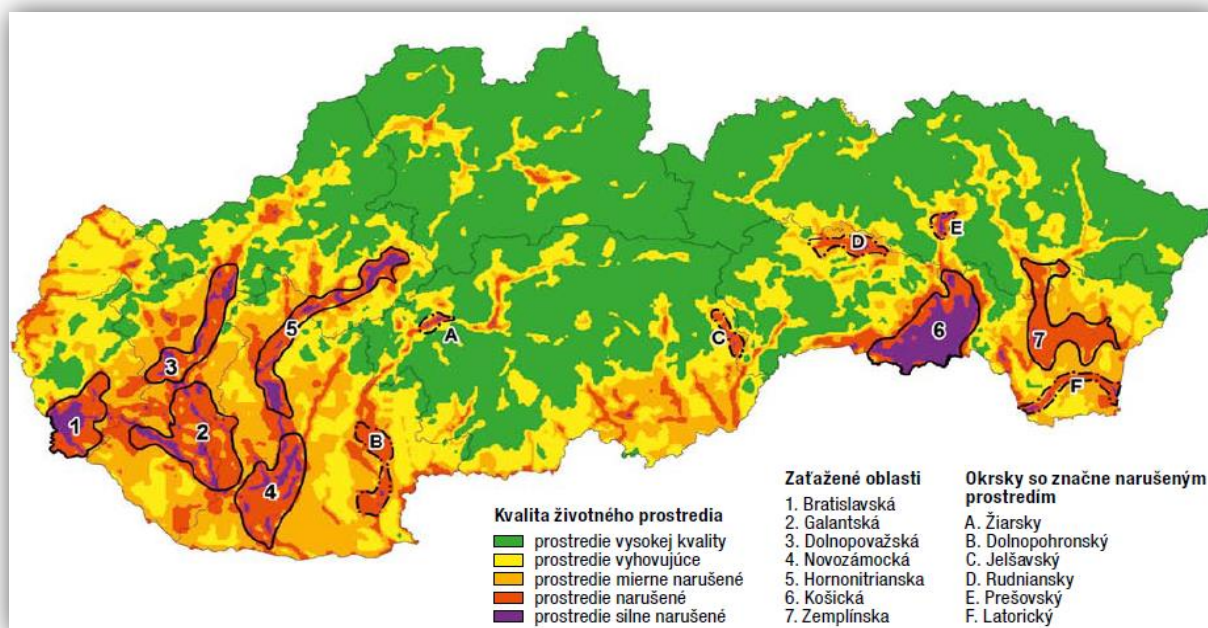 1
2
3
4
5
6
7
A
B
C
D
E
F
Kvalita životného prostredia
prostredie vysokej kvality
prostredie vyhovujúce
prostredie mierne narušené
prostredie narušené
prostredie silne narušené
Zaťažené oblasti
1. Bratislavská
2. Galantská
3. Dolnopovažská
4. Novozámocká
5. Hornonitrianska
6. Košická
7. Zemplínska
Okrsky so značne narušeným
prostredím
A. Žiarsky
B. Dolnopohronský
C. Jelšavský
D. Rudniansky
E. Prešovský
F. Latorický